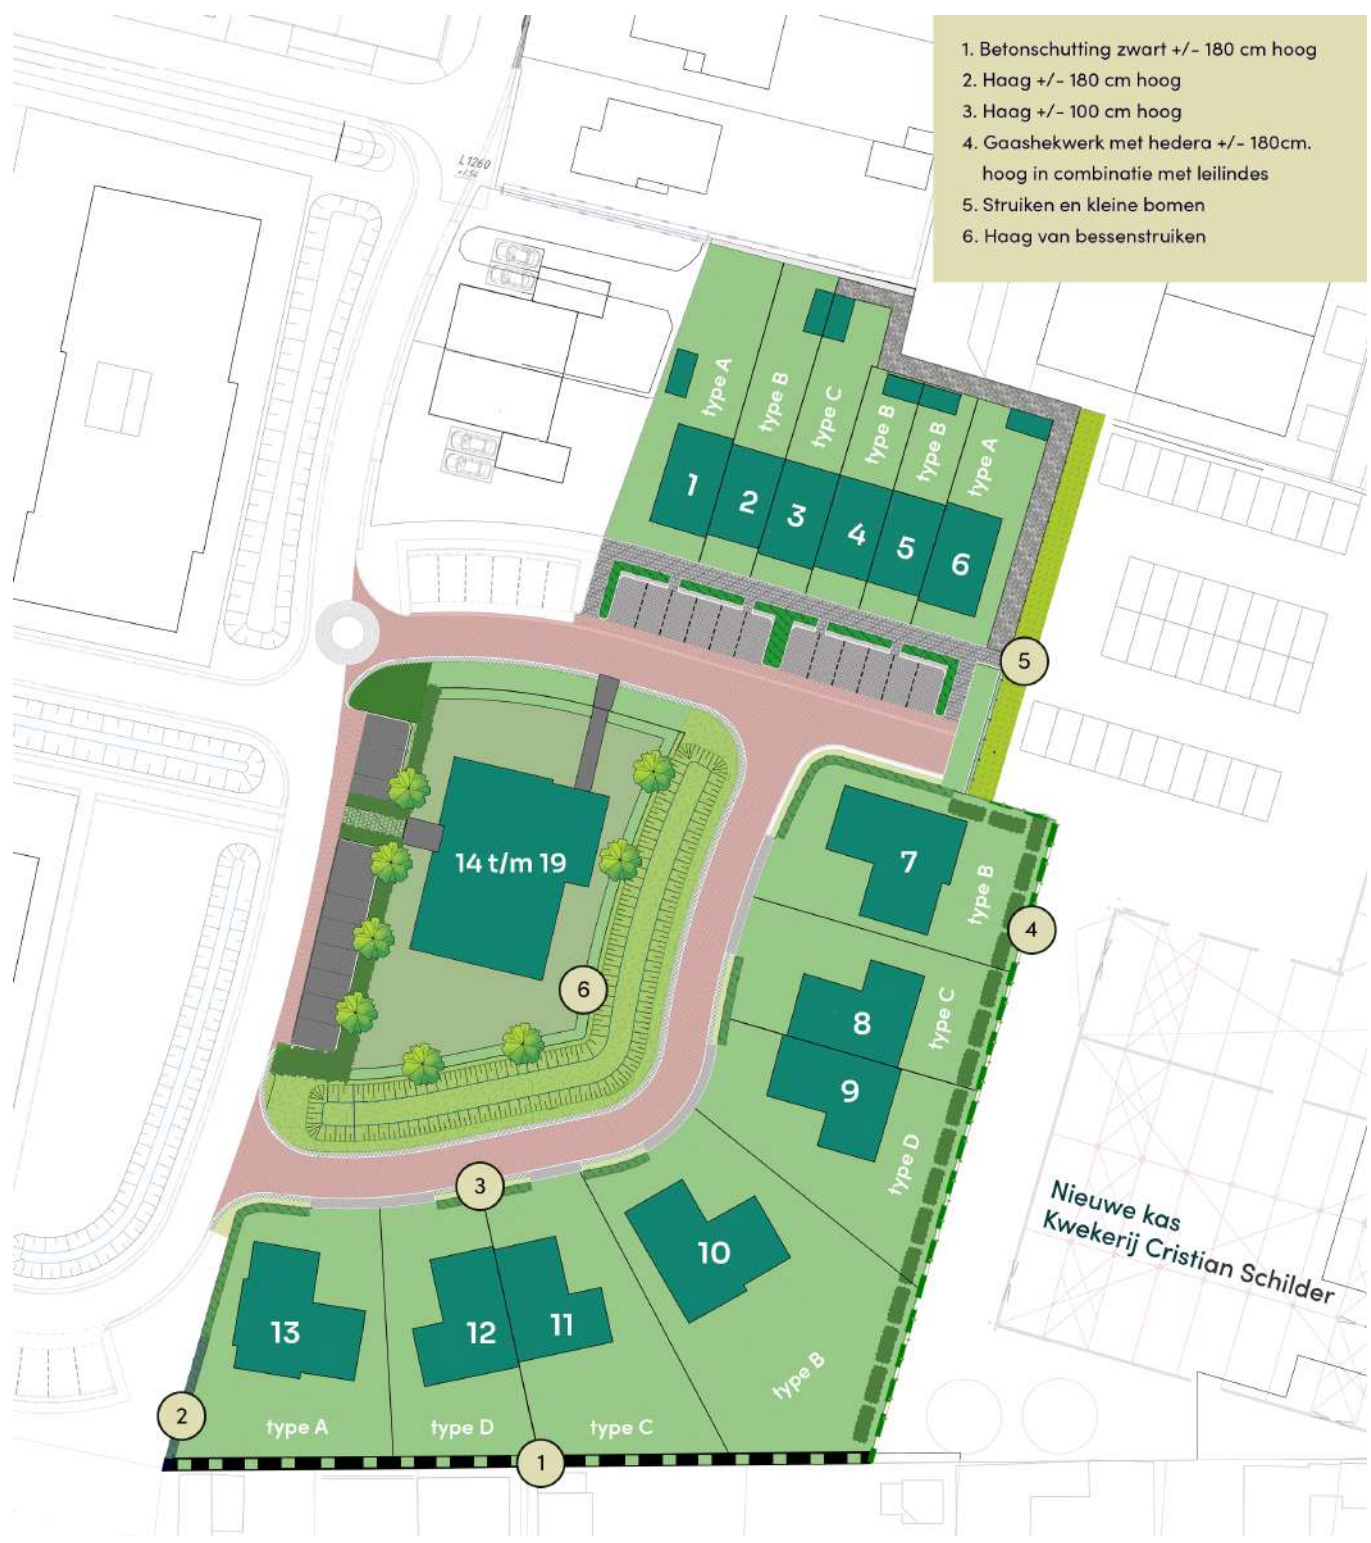 1. Betonschutting zwart +/- 180 cm hoog
2. Haag +/- 180 cm hoog
3. Haag +/- 100 cm hoog
4. Gaashekwerk met hedera +/- 180cm.
hoog in combinatie met leilindes
5. Struiken en kleine bomen
6. Haag van bessenstruiken
L1260
type A
type B
type C
type B
type B
type A
1
2
3
4
5
6
5
14 t/m 19
7
type B
4
6
8
type C
9
type D
3
Nieuwe kas
Kwekerij Cristian Schilder
10
type B
13
12
11
2
type A
type D
type C
1